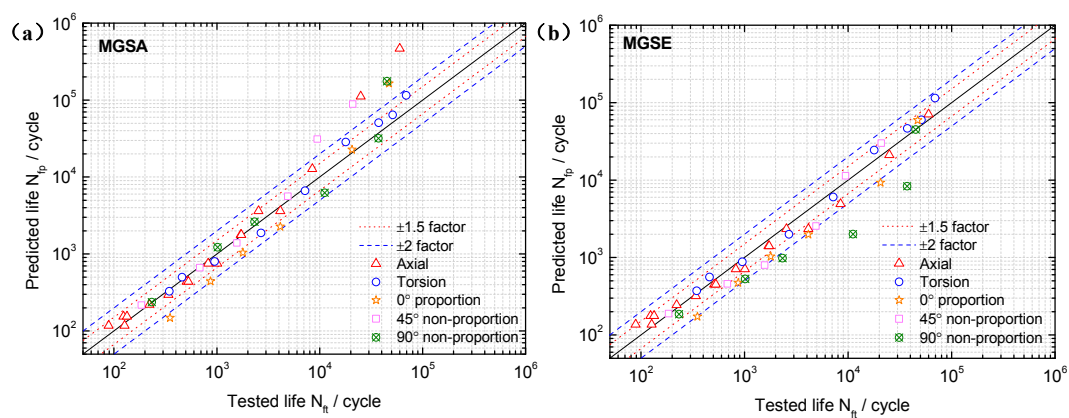 (a)
MGSA
10^6
10^5
10^4
10^3
10^2
Predicted life N_fp / cycle
±1.5 factor
±2 factor
Axial
Torsion
0° proportion
45° non-proportion
90° non-proportion
10^2 10^3 10^4 10^5 10^6
Tested life N_ft / cycle
(b)
MGSE
10^6
10^5
10^4
10^3
10^2
Predicted life N_fp / cycle
±1.5 factor
±2 factor
Axial
Torsion
0° proportion
45° non-proportion
90° non-proportion
10^2 10^3 10^4 10^5 10^6
Tested life N_ft / cycle